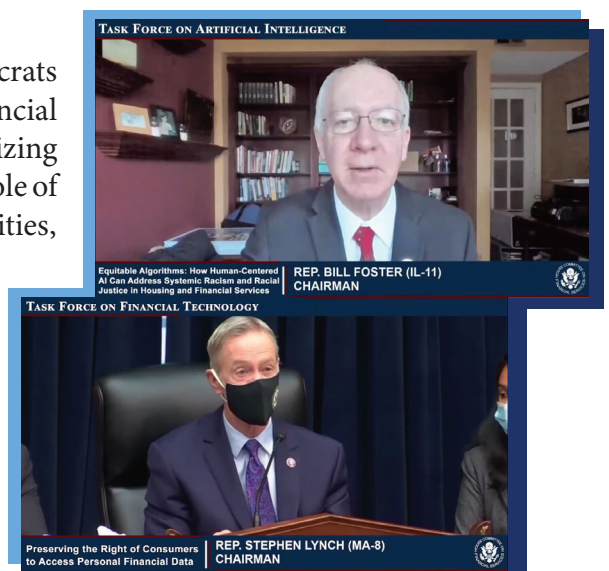 crats
ncial
izing
ole of
ities,
TASK FORCE ON ARTIFICIAL INTELLIGENCE
Equitable Algorithms: How Human-Centered
AI Can Address Systemic Racism and Racial
Justice in Housing and Financial Services
REP. BILL FOSTER (IL-11)
CHAIRMAN
TASK FORCE ON FINANCIAL TECHNOLOGY
Preserving the Right of Consumers
to Access Personal Financial Data
REP. STEPHEN LYNCH (MA-8)
CHAIRMAN